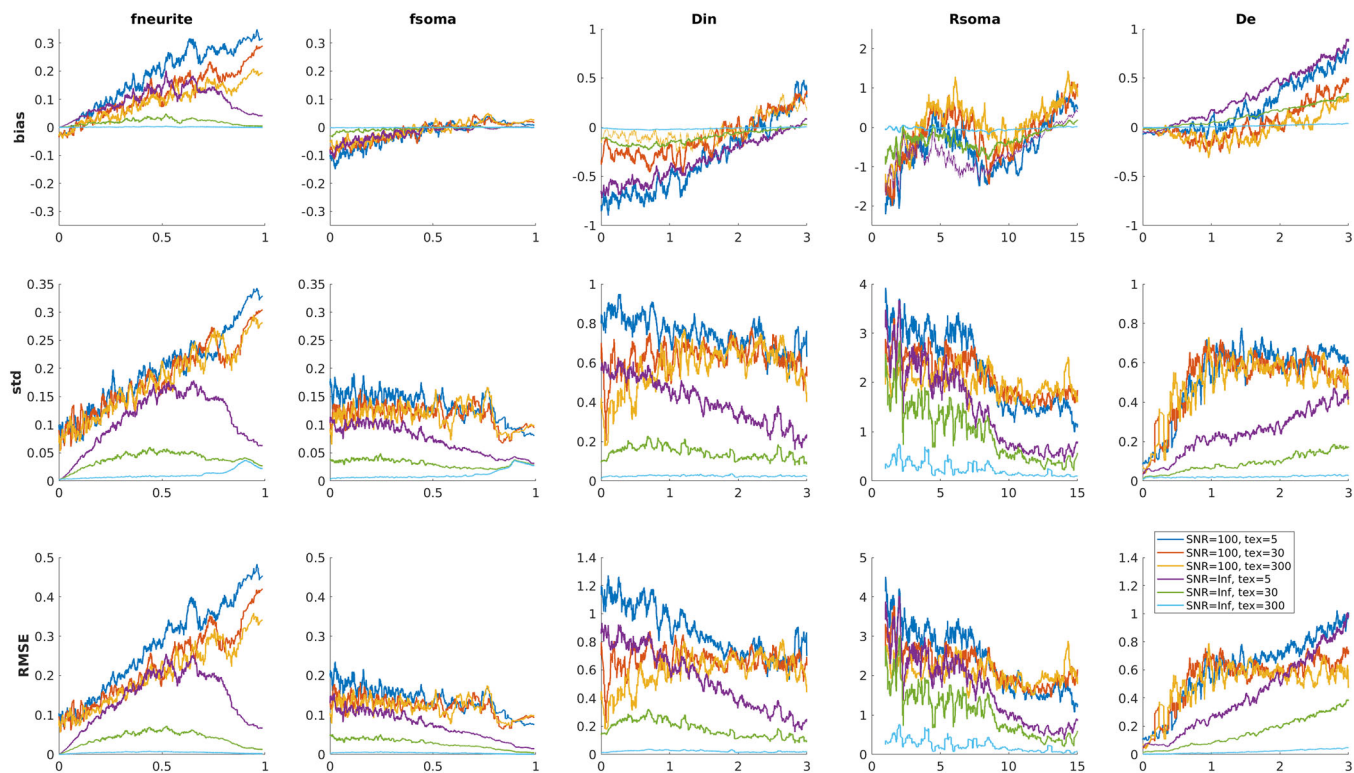 fneurite fsoma Din Rsoma De
bias
0.3 0.2 0.1 0 -0.1 -0.2 -0.3
0 0.5 1
0.3 0.2 0.1 0 -0.1 -0.2 -0.3
0 0.5 1
1 0.5 0 -0.5 -1
0 1 2 3
2 1 0 -1 -2
1 5 10 15
1 0.5 0 -0.5 -1
0 1 2 3
std
0.35 0.3 0.25 0.2 0.15 0.1 0.05 0
0 0.5 1
0.35 0.3 0.25 0.2 0.15 0.1 0.05 0
0 0.5 1
1 0.8 0.6 0.4 0.2 0
0 1 2 3
4 3 2 1 0
1 5 10 15
1 0.8 0.6 0.4 0.2 0
0 1 2 3
RMSE
0.5 0.4 0.3 0.2 0.1 0
0 0.5 1
0.5 0.4 0.3 0.2 0.1 0
0 0.5 1
1.4 1.2 1 0.8 0.6 0.4 0.2 0
0 1 2 3
5 4 3 2 1 0
1 5 10 15
SNR=100, tex=5
SNR=100, tex=30
SNR=100, tex=300
SNR=Inf, tex=5
SNR=Inf, tex=30
SNR=Inf, tex=300
1.4 1.2 1 0.8 0.6 0.4 0.2 0
0 1 2 3